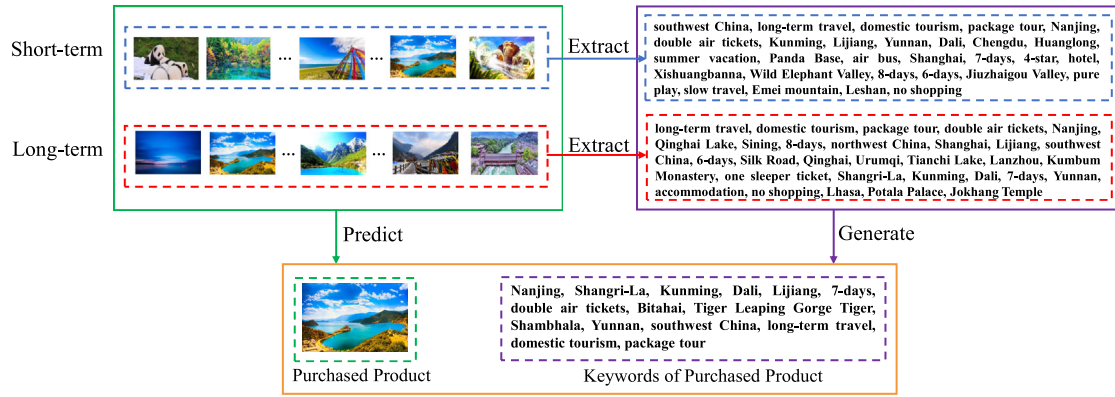 Short-term
...
...
Extract
southwest China, long-term travel, domestic tourism, package tour, Nanjing,
double air tickets, Kunming, Lijiang, Yunnan, Dali, Chengdu, Huanglong,
summer vacation, Panda Base, air bus, Shanghai, 7-days, 4-star, hotel,
Xishuangbanna, Wild Elephant Valley, 8-days, 6-days, Jiuzhaigou Valley, pure
play, slow travel, Emei mountain, Leshan, no shopping
Long-term
...
...
Extract
long-term travel, domestic tourism, package tour, double air tickets, Nanjing,
Qinghai Lake, Sining, 8-days, northwest China, Shanghai, Lijiang, southwest
China, 6-days, Silk Road, Qinghai, Urumqi, Tianchi Lake, Lanzhou, Kumbum
Monastery, one sleeper ticket, Shangri-La, Kunming, Dali, 7-days, Yunnan,
accommodation, no shopping, Lhasa, Potala Palace, Jokhang Temple
Predict
Generate
Nanjing, Shangri-La, Kunming, Dali, Lijiang, 7-days,
double air tickets, Bitahai, Tiger Leaping Gorge Tiger,
Shambhala, Yunnan, southwest China, long-term travel,
domestic tourism, package tour
Purchased Product
Keywords of Purchased Product